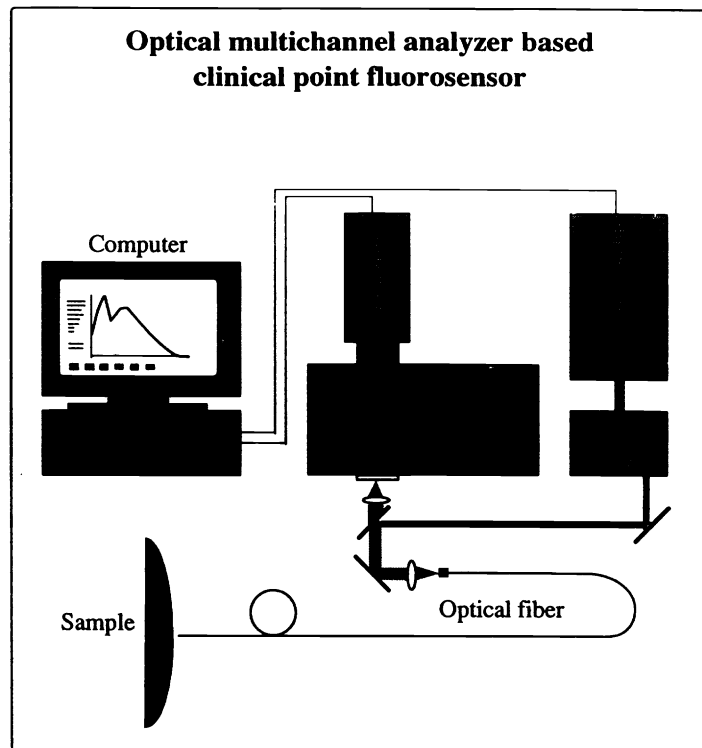 Optical multichannel analyzer based
clinical point fluorosensor
Computer
Sample
Optical fiber